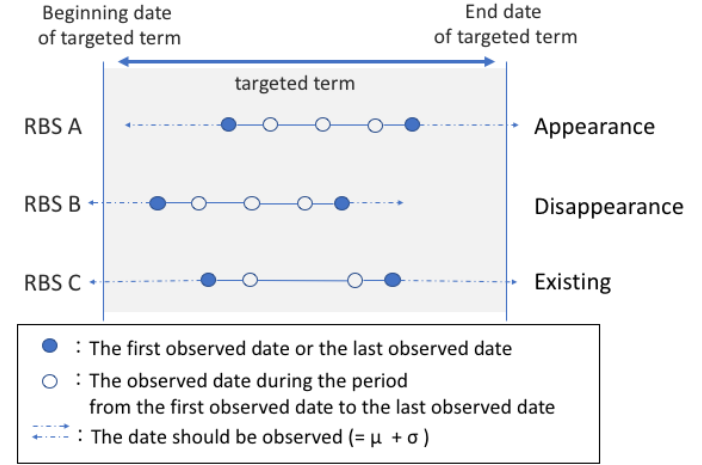 Beginning date
of targeted term
End date
of targeted term
targeted term
RBS A
Appearance
RBS B
Disappearance
RBS C
Existing
: The first observed date or the last observed date
: The observed date during the period
from the first observed date to the last observed date
: The date should be observed (= μ + σ )